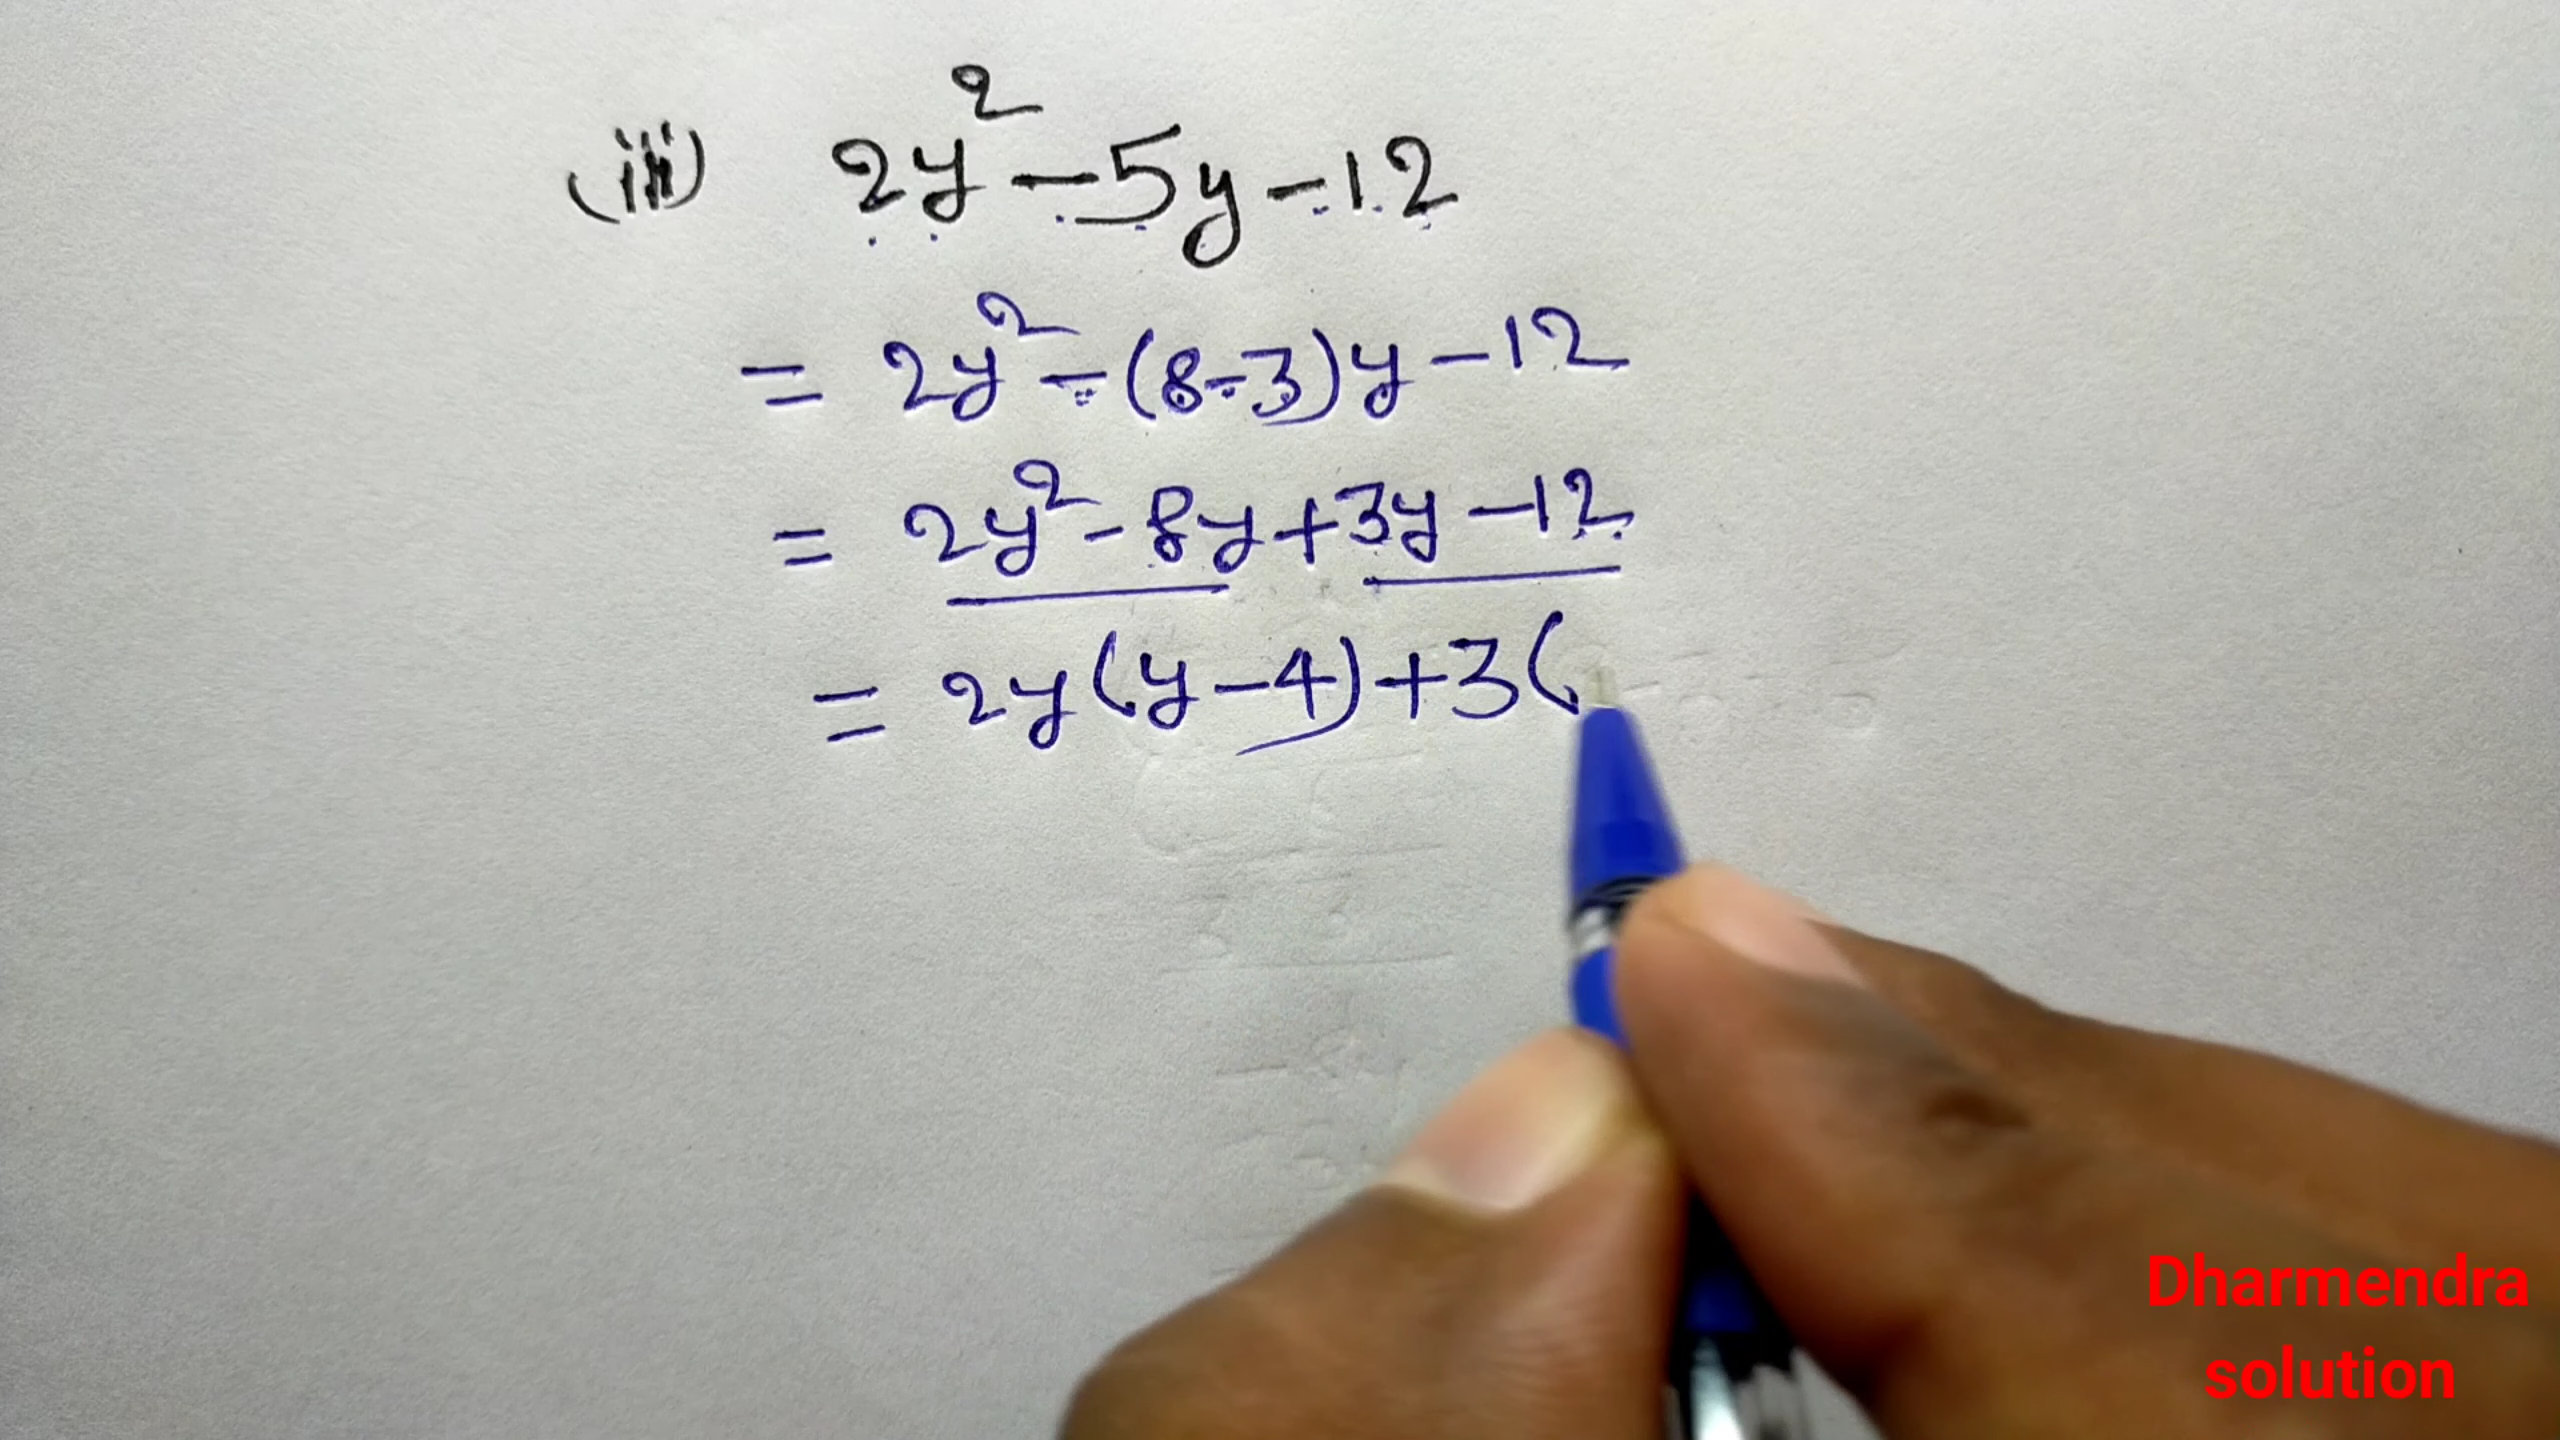 (iii) 2y² - 5y - 12
= 2y² - (8-3)y - 12
= 2y² - 8y + 3y - 12
= 2y(y-4)+3(
Dharmendra
solution